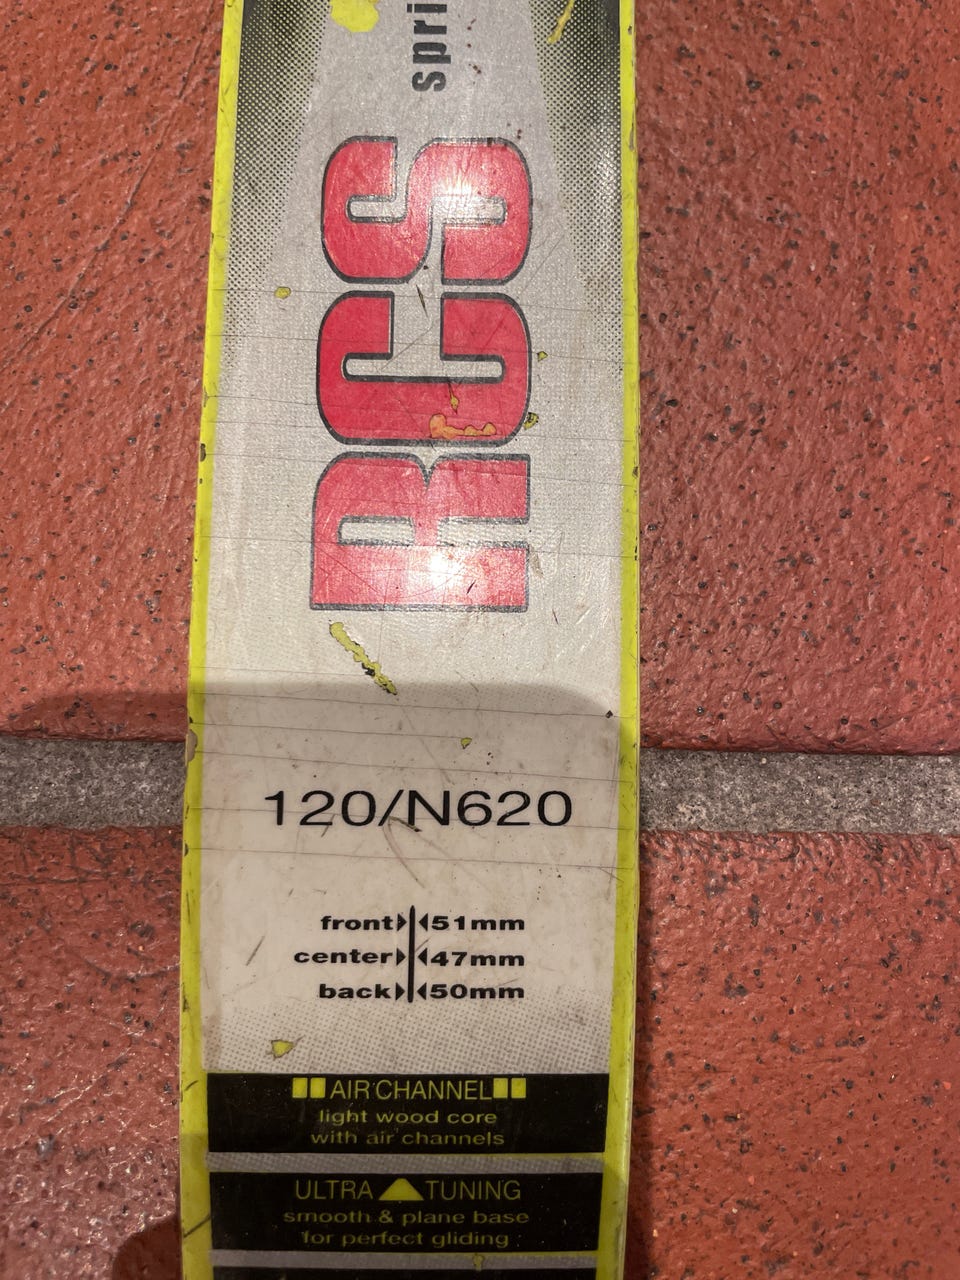 RCS
120/N620
front 51mm
center 47mm
back 50mm
AIR CHANNEL
light wood core
with air channels
ULTRA TUNING
smooth & plane base
for perfect gliding